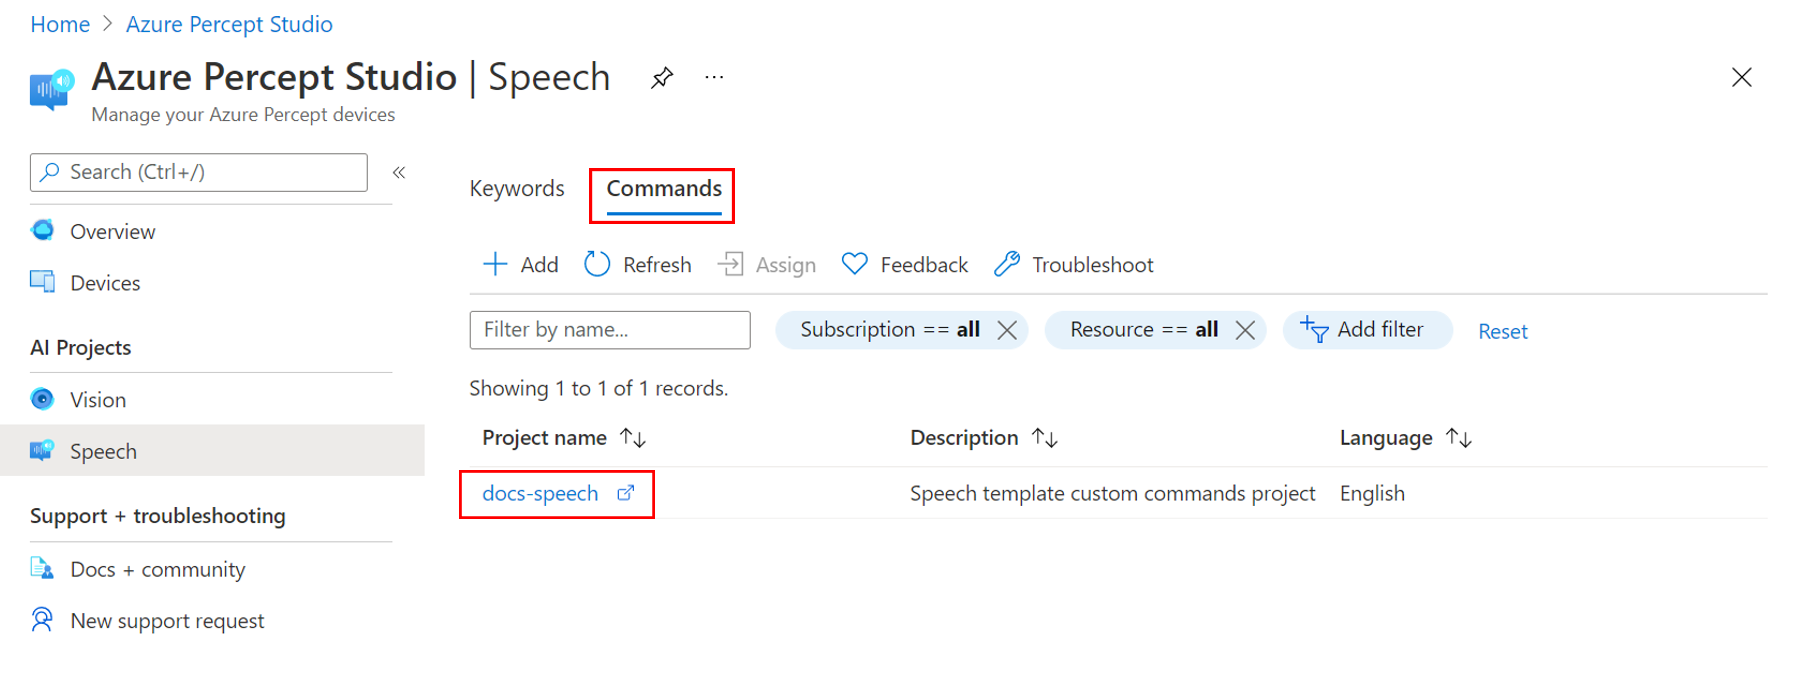 Home > Azure Percept Studio
Azure Percept Studio | Speech ...
Manage your Azure Percept devices
Search (Ctrl+/) «
Overview
Devices
AI Projects
Vision
Speech
Support + troubleshooting
Docs + community
New support request
Keywords Commands
Add Refresh Assign Feedback Troubleshoot
Filter by name... Subscription == all Resource == all Add filter Reset
Showing 1 to 1 of 1 records.
Project name Description Language
docs-speech Speech template custom commands project English